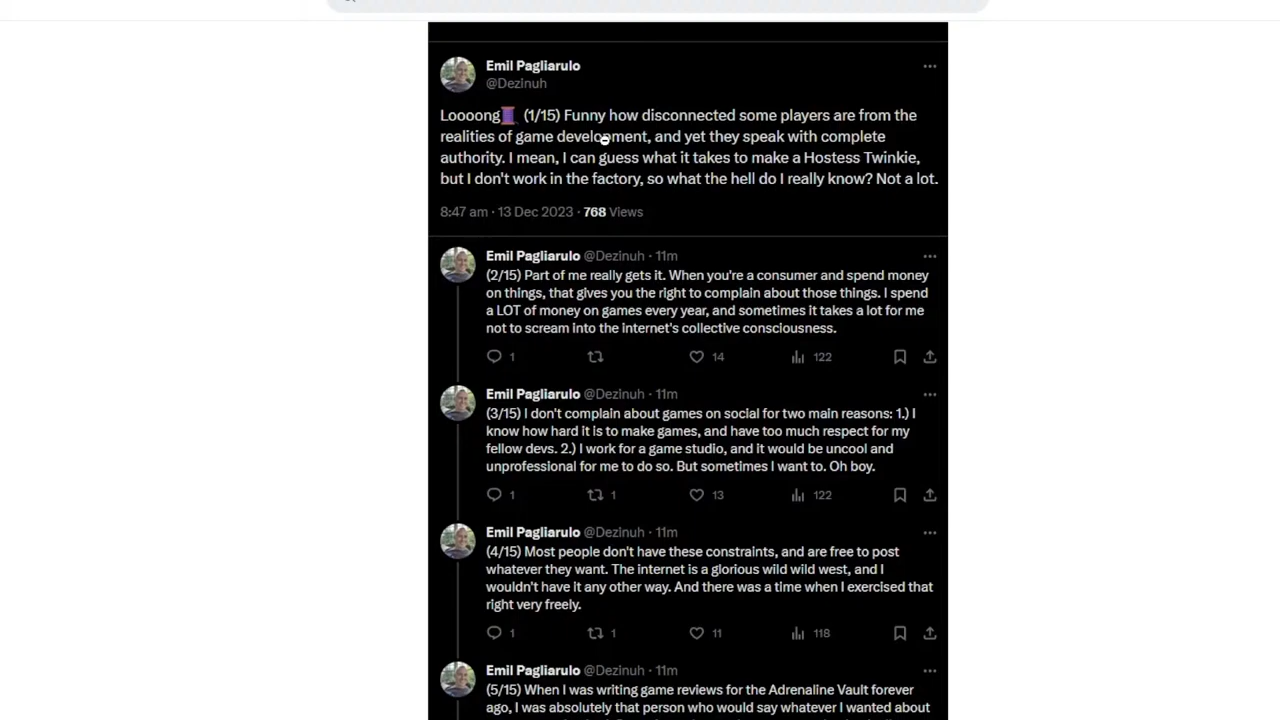 Emil Pagliarulo
@Dezinuh
Loooong🧵 (1/15) Funny how disconnected some players are from the
realities of game development, and yet they speak with complete
authority. I mean, I can guess what it takes to make a Hostess Twinkie,
but I don't work in the factory, so what the hell do I really know? Not a lot.
8:47 am · 13 Dec 2023 · 768 Views
Emil Pagliarulo @Dezinuh · 11m
(2/15) Part of me really gets it. When you're a consumer and spend money
on things, that gives you the right to complain about those things. I spend
a LOT of money on games every year, and sometimes it takes a lot for me
not to scream into the internet's collective consciousness.
1 14 122
Emil Pagliarulo @Dezinuh · 11m
(3/15) I don't complain about games on social for two main reasons: 1.) I
know how hard it is to make games, and have too much respect for my
fellow devs. 2.) I work for a game studio, and it would be uncool and
unprofessional for me to do so. But sometimes I want to. Oh boy.
1 1 13 122
Emil Pagliarulo @Dezinuh · 11m
(4/15) Most people don't have these constraints, and are free to post
whatever they want. The internet is a glorious wild wild west, and I
wouldn't have it any other way. And there was a time when I exercised that
right very freely.
1 1 11 118
Emil Pagliarulo @Dezinuh · 11m
(5/15) When I was writing game reviews for the Adrenaline Vault forever
ago, I was absolutely that person who would say whatever I wanted about